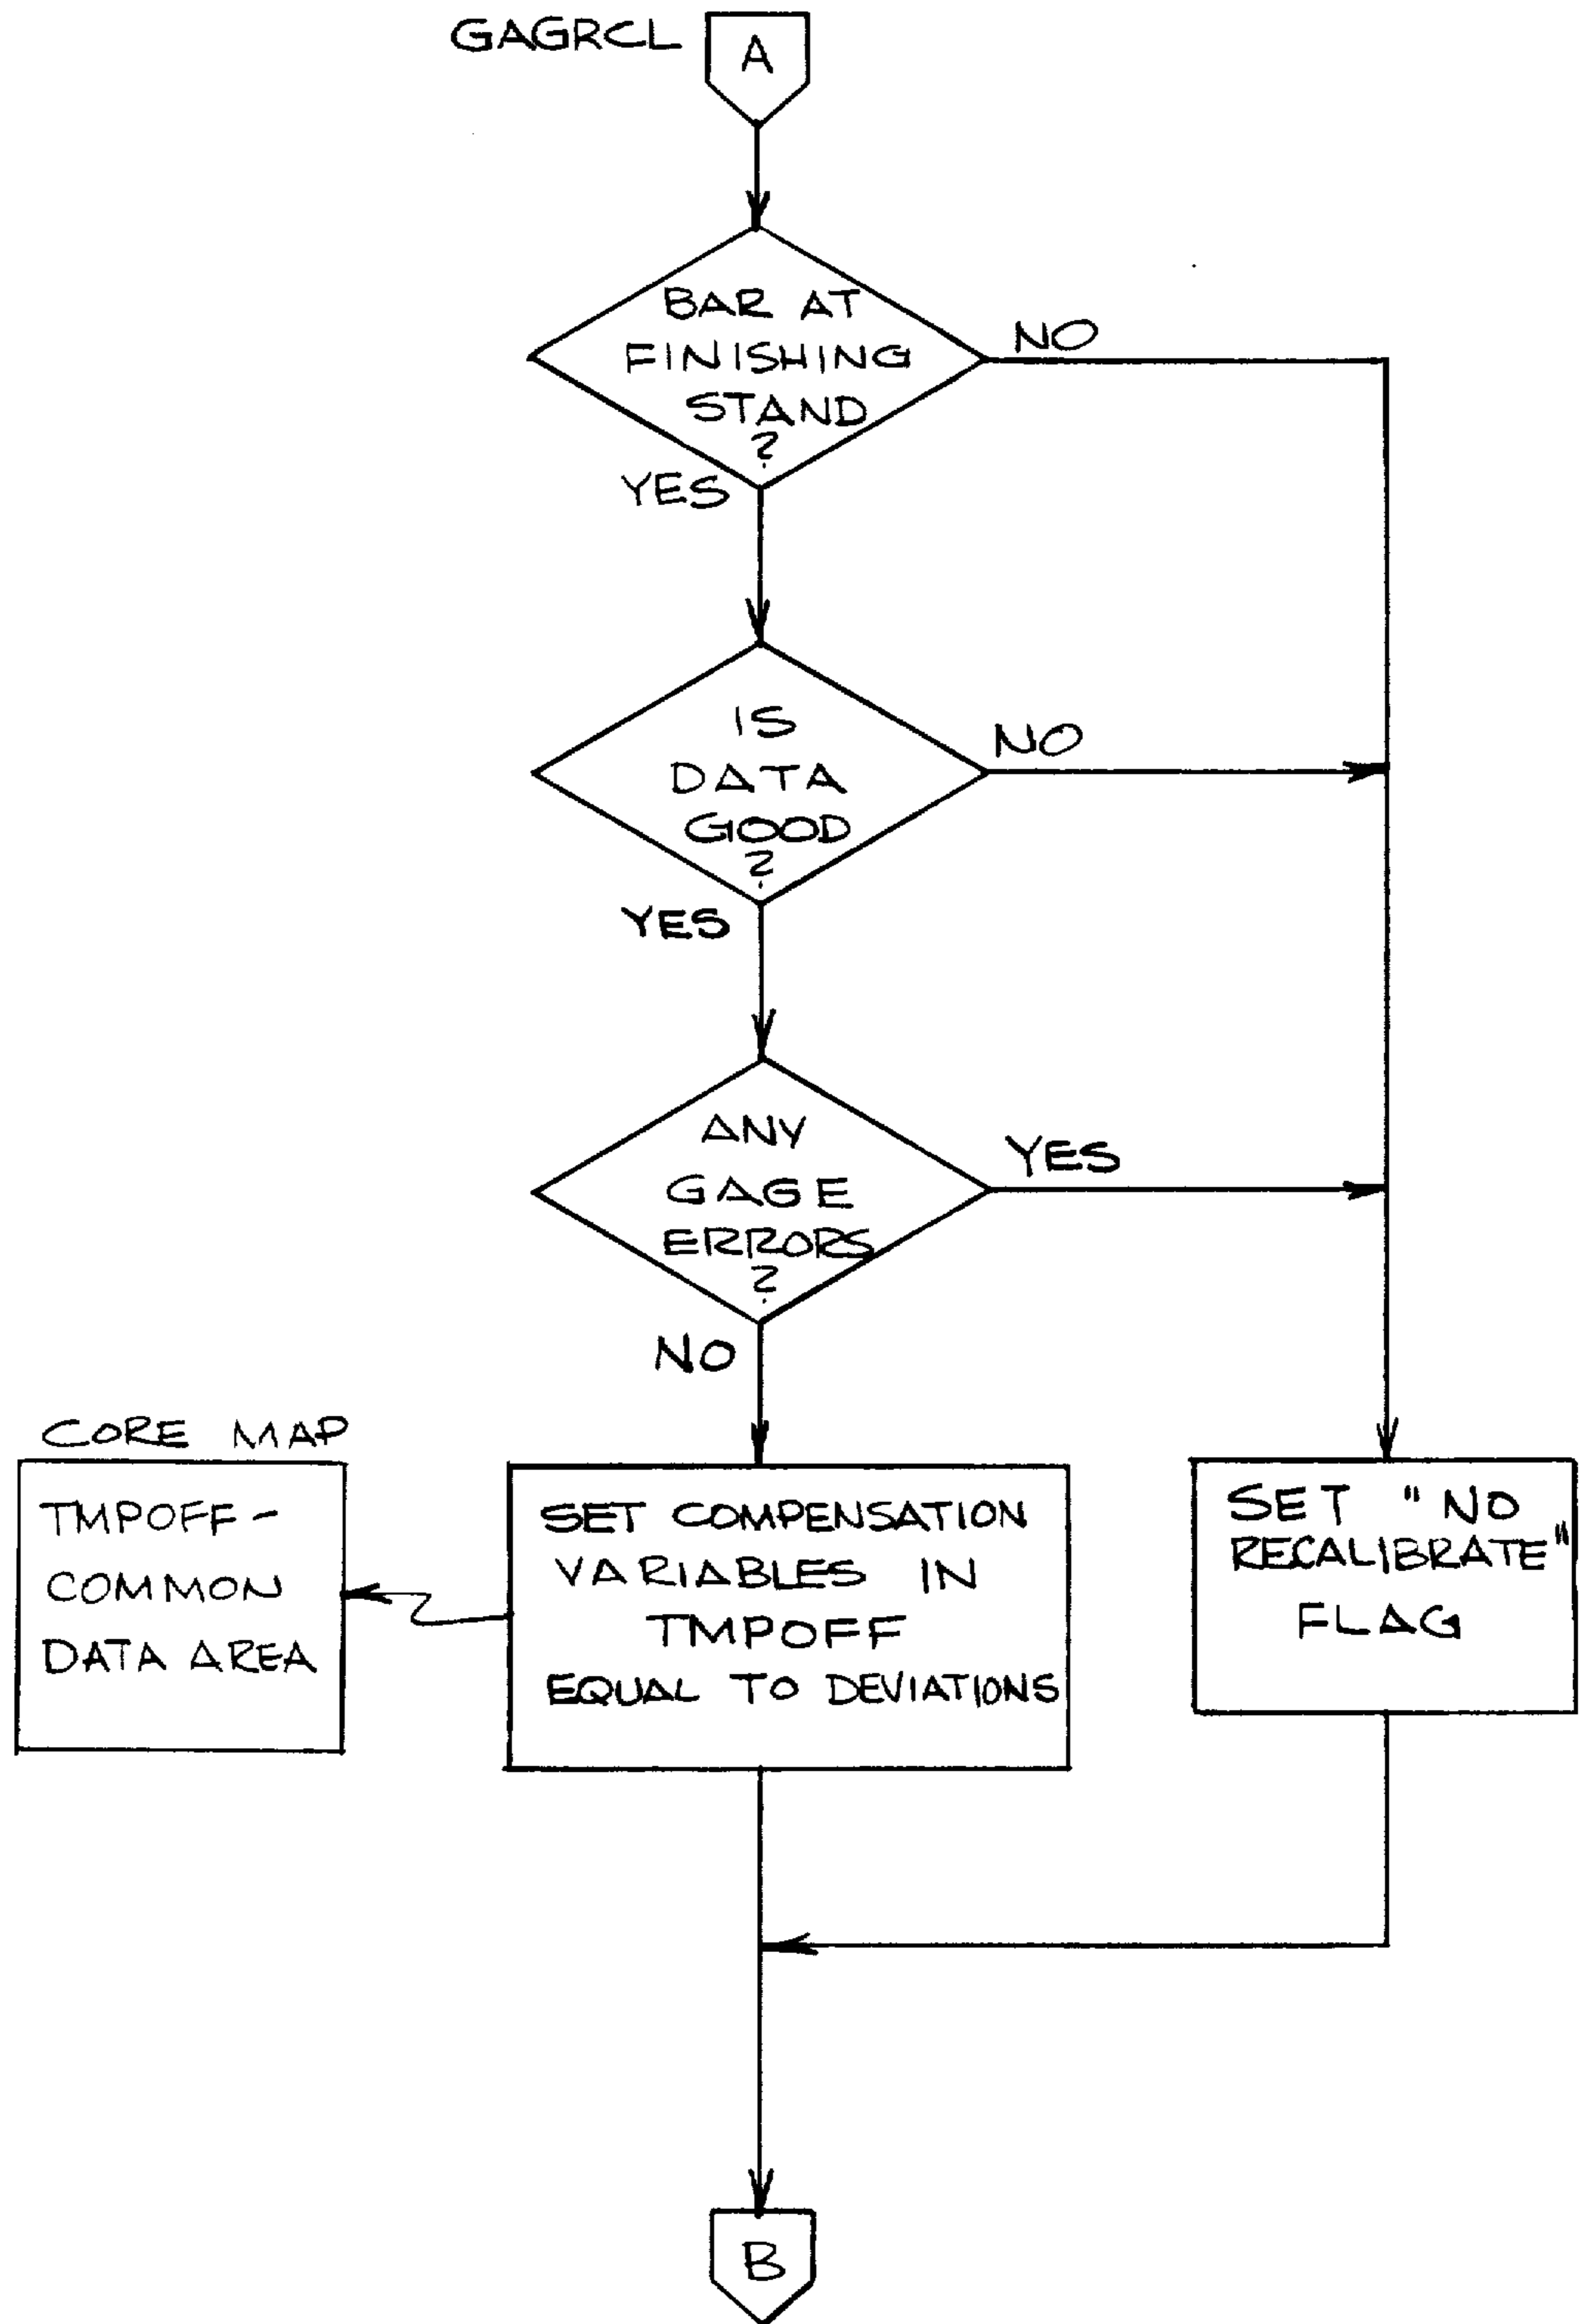 GAGRCL
A
BAR AT
FINISHING
STAND
?
NO
YES
IS
DATA
GOOD
?
NO
YES
ANY
GAGE
ERRORS
?
YES
NO
CORE MAP
TMPOFF-
COMMON
DATA AREA
SET COMPENSATION
VARIABLES IN
TMPOFF
EQUAL TO DEVIATIONS
SET "NO
RECALIBRATE"
FLAG
B